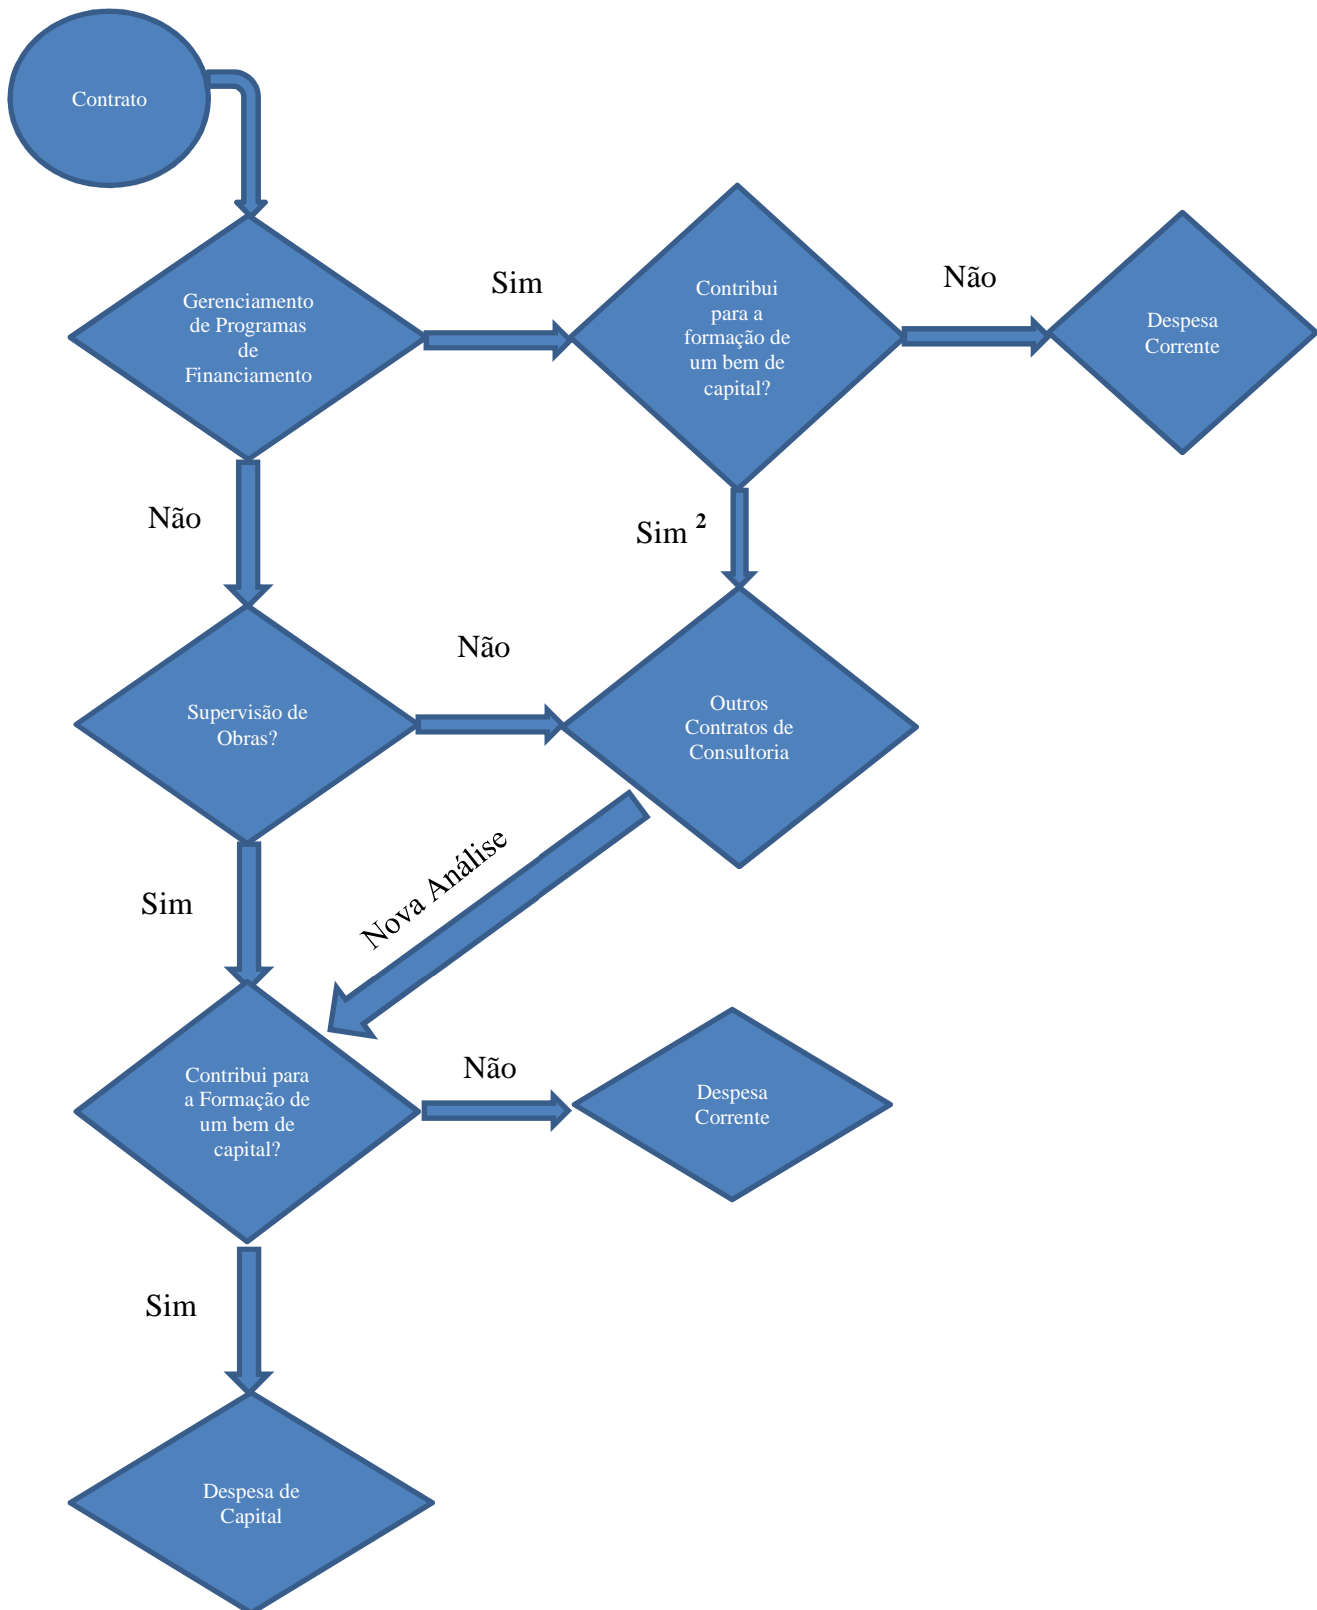 Contrato
Gerenciamento
de Programas
de
Financiamento
Sim
Contribui
para a
formação de
um bem de
capital?
Não
Despesa
Corrente
Não
Sim ²
Supervisão de
Obras?
Não
Outros
Contratos de
Consultoria
Sim
Nova Análise
Contribui para
a Formação de
um bem de
capital?
Não
Despesa
Corrente
Sim
Despesa de
Capital